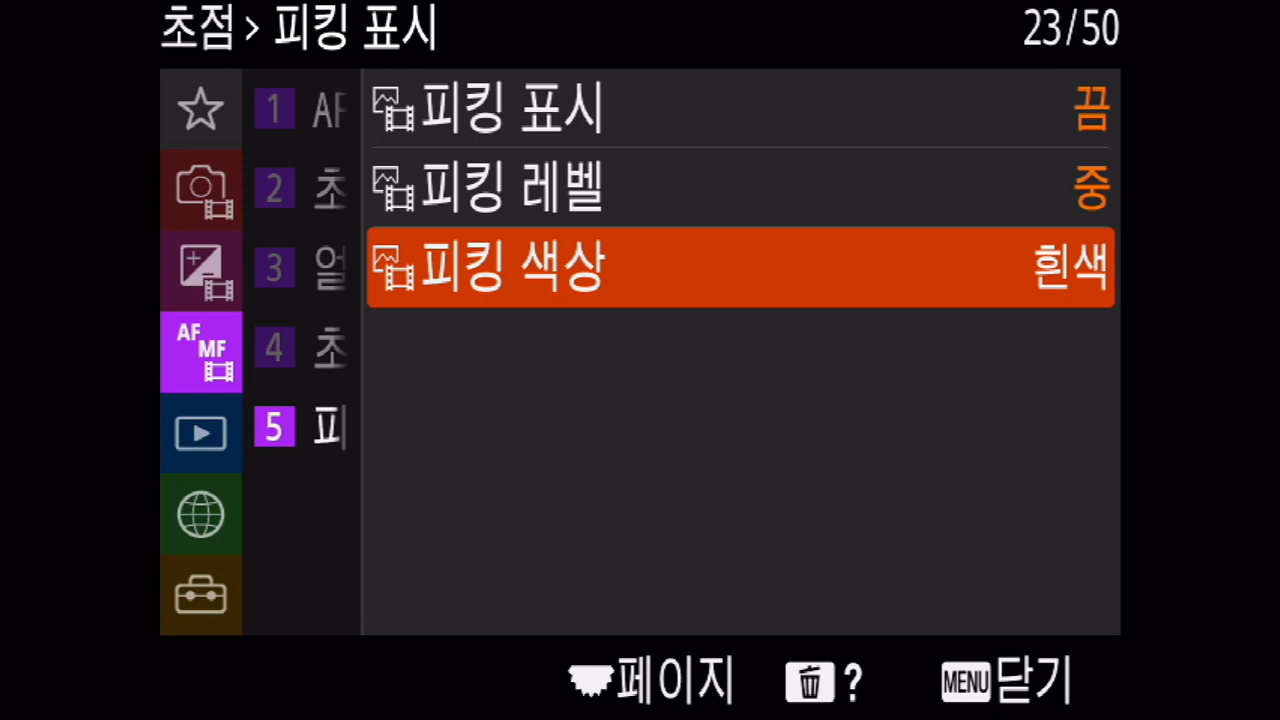 초점 > 피킹 표시
23/50
1 AF
2 초
3 얼
4 초
5 피
피킹 표시 끔
피킹 레벨 중
피킹 색상 흰색
AF MF
페이지
?
MENU 닫기